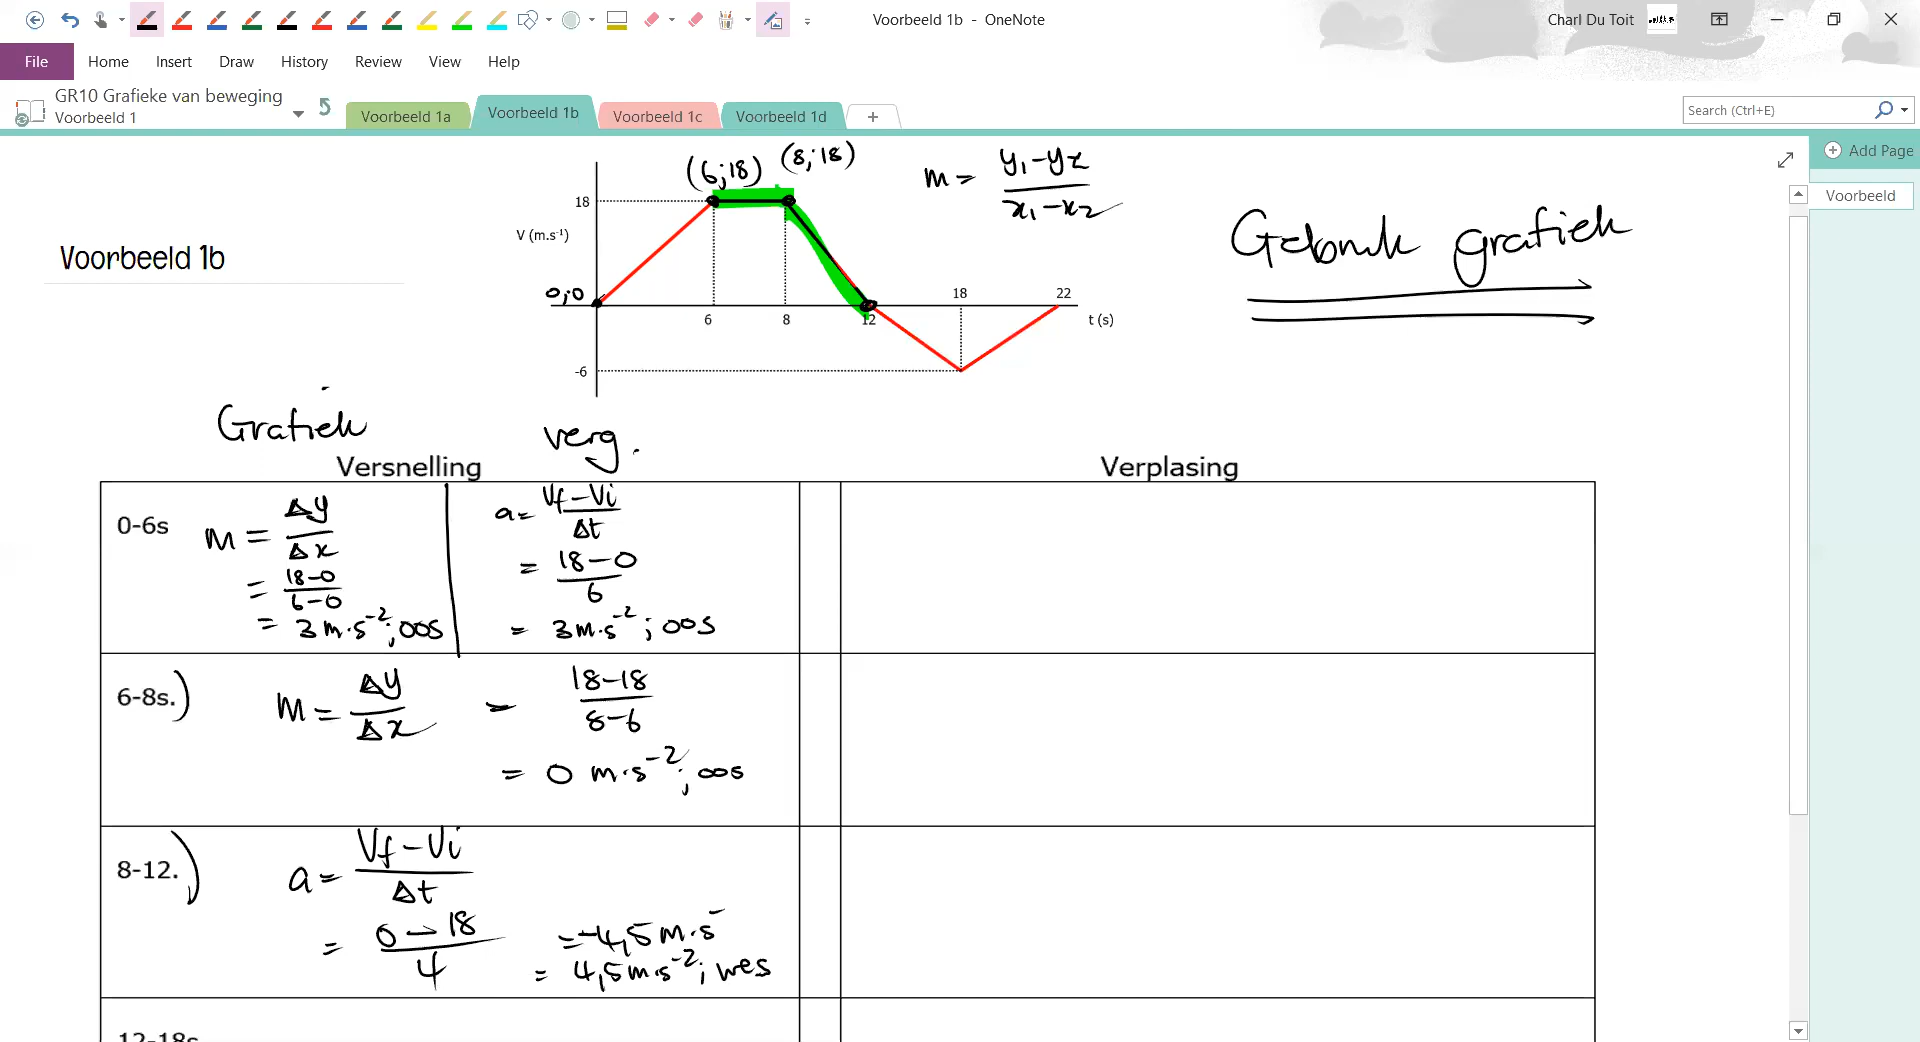 Voorbeeld 1b - OneNote
Charl Du Toit
File Home Insert Draw History Review View Help
GR10 Grafieke van beweging
Voorbeeld 1
Voorbeeld 1a
Voorbeeld 1b
Voorbeeld 1c
Voorbeeld 1d
Search (Ctrl+E)
Add Page
Voorbeeld
Voorbeeld 1b
(6;18) (8;18)
m = y₁-y₂ / x₁-x₂
18
V (m.s⁻¹)
0;0
6 8 12 18 22
t (s)
-6
grafiek
Grafiek verg.
Versnelling Verplasing
0-6s
m = Δy / Δx
= 18-0 / 6-0
= 3 m·s⁻²; oos
a = Vf-Vi / Δt
= 18-0 / 6
= 3m·s⁻²; oos
6-8s.)
m = Δy / Δx = 18-18 / 8-6
= 0 m·s⁻²; oos
8-12.)
a = Vf-Vi / Δt
= 0-18 / 4 = -4,5m·s⁻
= 4,5m·s⁻²; wes
12-18s